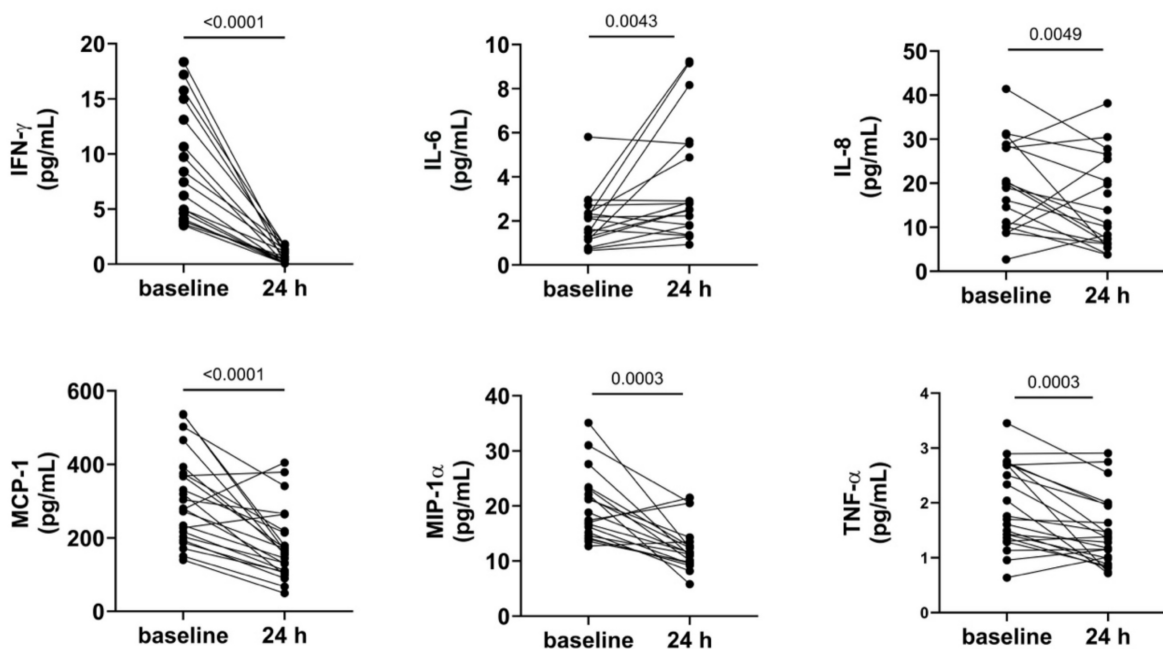 <0.0001
20
15
10
5
0
IFN-γ
(pg/mL)
baseline 24 h
0.0043
10
8
6
4
2
0
IL-6
(pg/mL)
baseline 24 h
0.0049
50
40
30
20
10
0
IL-8
(pg/mL)
baseline 24 h
<0.0001
600
400
200
0
MCP-1
(pg/mL)
baseline 24 h
0.0003
40
30
20
10
0
MIP-1α
(pg/mL)
baseline 24 h
0.0003
4
3
2
1
0
TNF-α
(pg/mL)
baseline 24 h